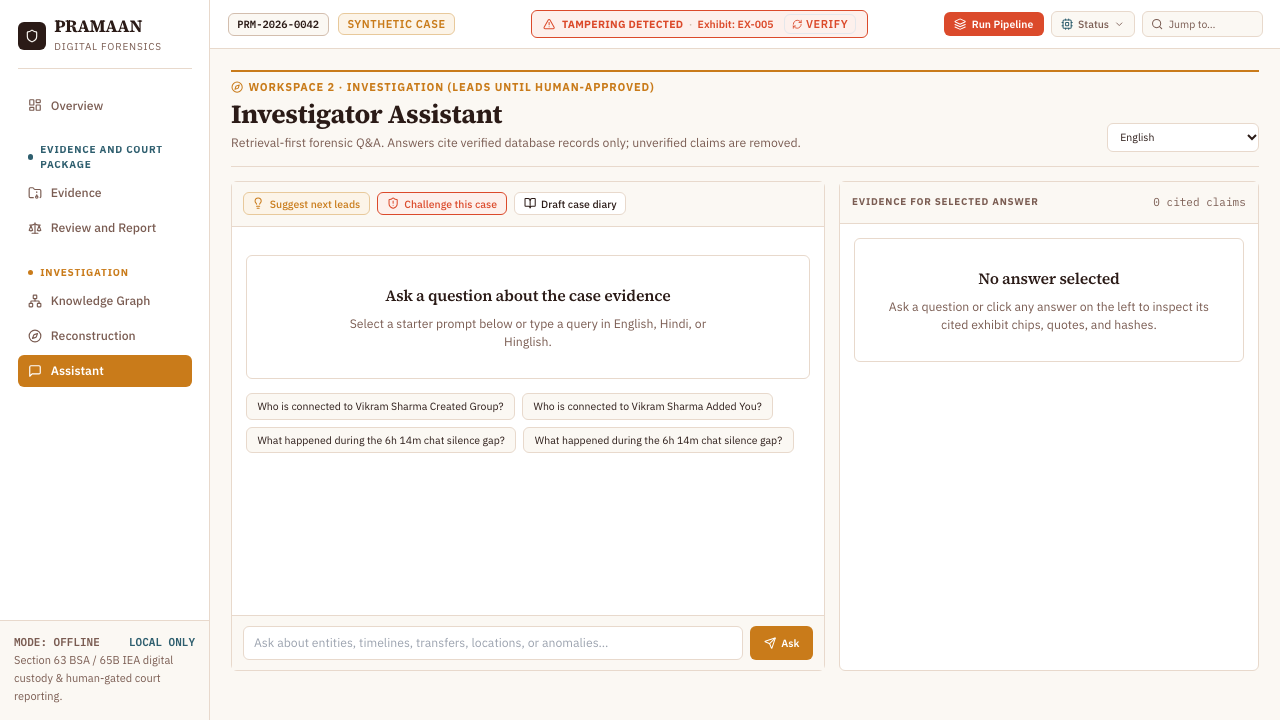 PRAMAAN
DIGITAL FORENSICS
Overview
EVIDENCE AND COURT
PACKAGE
Evidence
Review and Report
INVESTIGATION
Knowledge Graph
Reconstruction
Assistant
MODE: OFFLINE LOCAL ONLY
Section 63 BSA / 65B IEA digital
custody & human-gated court
reporting.
PRM-2026-0042 SYNTHETIC CASE TAMPERING DETECTED · Exhibit: EX-005 VERIFY Run Pipeline Status Jump to...
WORKSPACE 2 · INVESTIGATION (LEADS UNTIL HUMAN-APPROVED)
Investigator Assistant
Retrieval-first forensic Q&A. Answers cite verified database records only; unverified claims are removed.
English
Suggest next leads Challenge this case Draft case diary
Ask a question about the case evidence
Select a starter prompt below or type a query in English, Hindi, or
Hinglish.
Who is connected to Vikram Sharma Created Group? Who is connected to Vikram Sharma Added You?
What happened during the 6h 14m chat silence gap? What happened during the 6h 14m chat silence gap?
Ask about entities, timelines, transfers, locations, or anomalies...
Ask
EVIDENCE FOR SELECTED ANSWER 0 cited claims
No answer selected
Ask a question or click any answer on the left to inspect its
cited exhibit chips, quotes, and hashes.